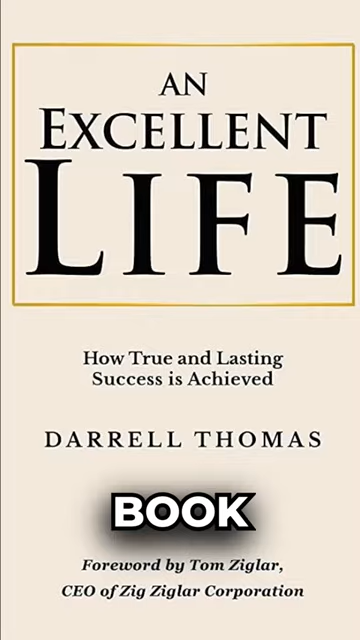 AN
EXCELLENT
LIFE
How True and Lasting
Success is Achieved
DARRELL THOMAS
BOOK
Foreword by Tom Ziglar,
CEO of Zig Ziglar Corporation